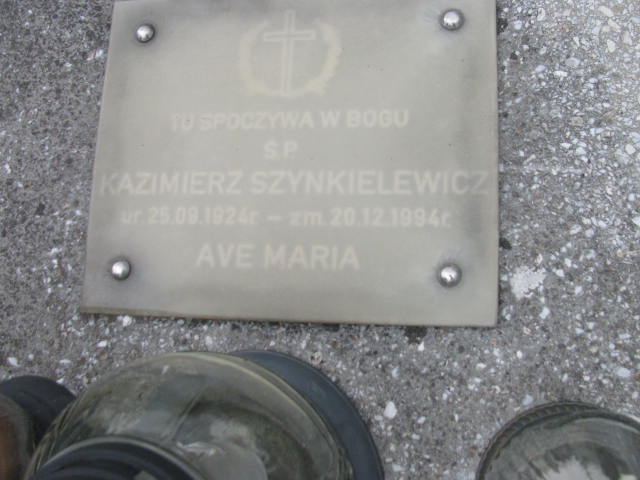 TU SPOCZYWA W BOGU
Ś.P.
KAZIMIERZ SZYNKIELEWICZ
ur. 25.09.1924r. – zm. 20.12.1994r.
AVE MARIA